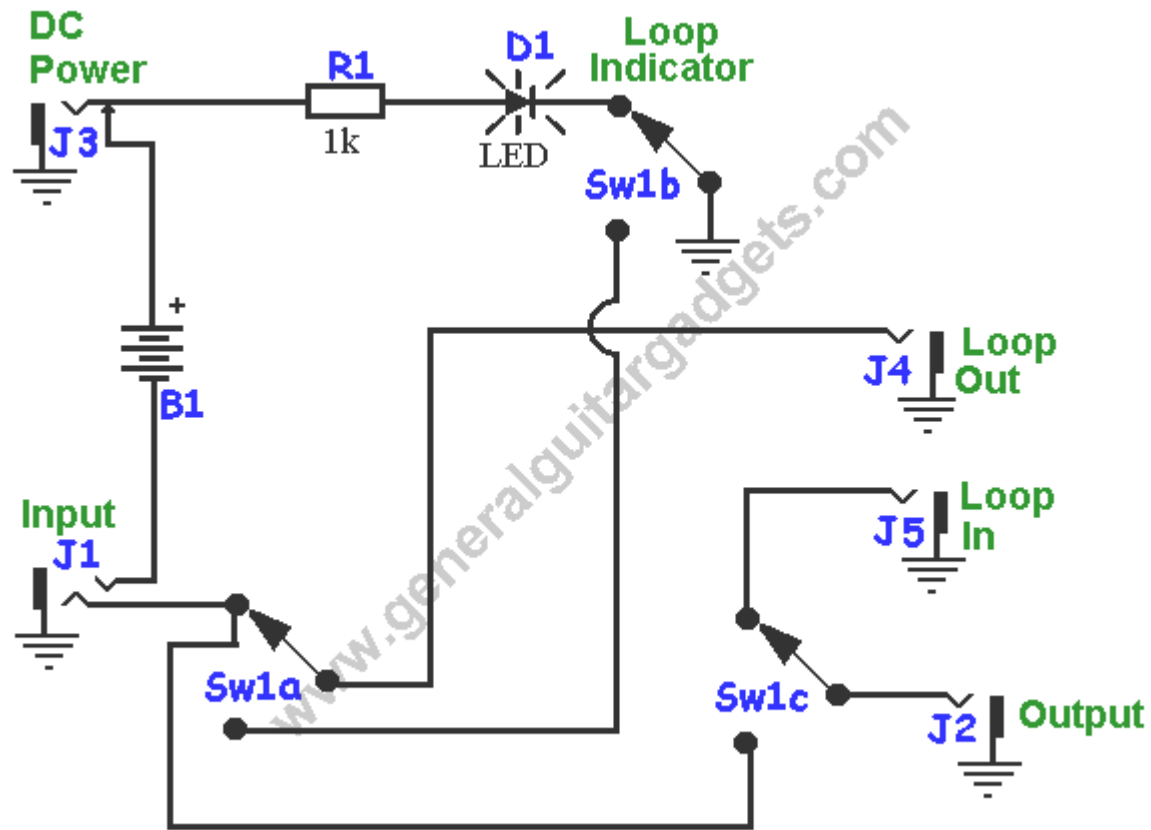 DC
Power
J3
R1
1k
D1
LED
Loop
Indicator
Sw1b
+
B1
Loop
Out
J4
Loop
In
J5
Input
J1
Sw1a
Sw1c
J2
Output
www.generalguitargadgets.com